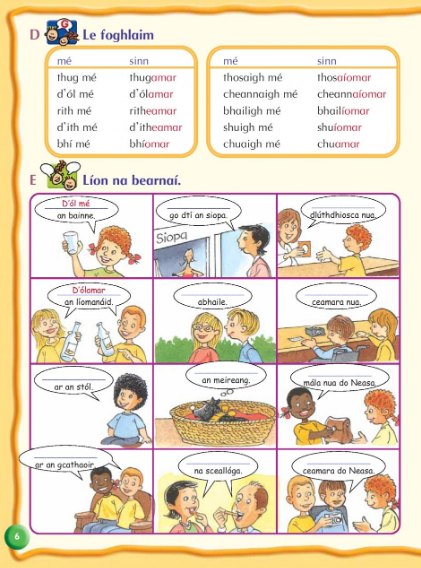 D G Le foghlaim
mé sinn
thug mé thugamar
d'ól mé d'ólamar
rith mé ritheamar
d'ith mé d'itheamar
bhí mé bhíomar
mé sinn
thosaigh mé thosaíomar
cheannaigh mé cheannaíomar
bhailigh mé bhailíomar
shuigh mé shuíomar
chuaigh mé chuamar
E Líon na bearnaí.
D'ól mé
an bainne.
go dtí an siopa.
Siopa
dlúthdhiosca nua.
D'ólamar
an líomanáid.
abhaile.
ceamara nua.
ar an stól.
an meireang.
mála nua do Neasa.
ar an gcathaoir.
na sceallóga.
ceamara do Neasa.
6